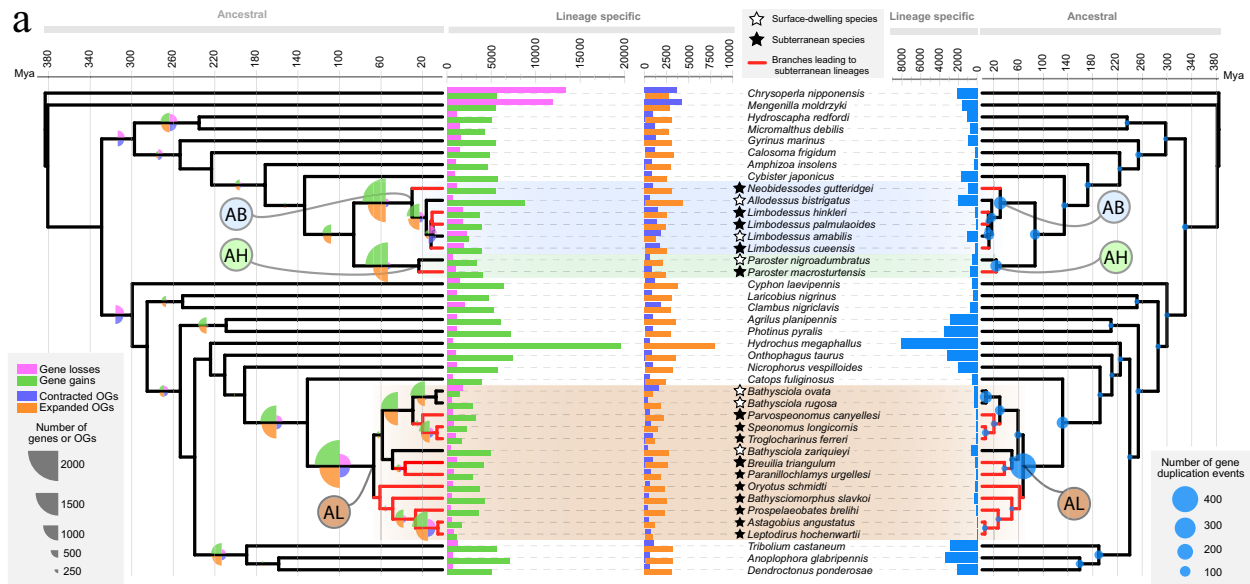 a
Ancestral
Lineage specific
Lineage specific
Ancestral
Surface-dwelling species
Subterranean species
Branches leading to
subterranean lineages
Mya
380
340
300
260
220
180
140
100
60
20
0
5000
10000
15000
20000
0
2500
5000
7500
10000
8000
6000
4000
2000
0
20
60
100
140
180
220
260
300
340
380
Mya
Chrysoperla nipponensis
Mengenilla moldrzyki
Hydroscapha redfordi
Micromalthus debilis
Gyrinus marinus
Calosoma frigidum
Amphizoa insolens
Cybister japonicus
Neobidessodes gutteridgei
Allodessus bistrigatus
Limbodessus hinkleri
Limbodessus palmulaoides
Limbodessus amabilis
Limbodessus cueensis
Paroster nigroadumbratus
Paroster macrosturtensis
Cyphon laevipennis
Laricobius nigrinus
Clambus nigriclavis
Agrilus planipennis
Photinus pyralis
Hydrochus megaphallus
Onthophagus taurus
Nicrophorus vespilloides
Catops fuliginosus
Bathysciola ovata
Bathysciola rugosa
Parvospeonomus canyellesi
Speonomus longicornis
Troglocharinus ferreri
Bathysciola zariquieyi
Breuilia triangulum
Paranillochlamys urgellesi
Oryotus schmidti
Bathysciomorphus slavkoi
Prospelaeobates brelihi
Astagobius angustatus
Leptodirus hochenwartii
Tribolium castaneum
Anoplophora glabripennis
Dendroctonus ponderosae
AB
AH
AL
AB
AH
AL
Gene losses
Gene gains
Contracted OGs
Expanded OGs
Number of
genes or OGs
2000
1500
1000
500
250
Number of gene
duplication events
400
300
200
100